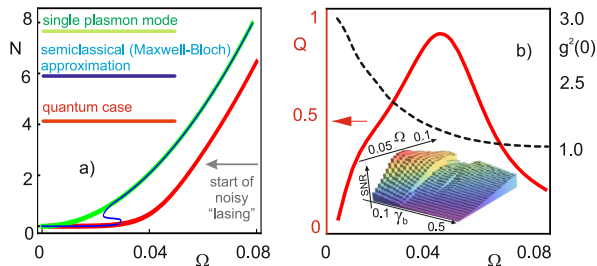 8
N
6
4
2
0
single plasmon mode
semiclassical (Maxwell-Bloch)
approximation
quantum case
a)
start of
noisy
"lasing"
0
0.04
0.08
Ω
1
Q
0.5
0
b)
3.0
g²(0)
2.5
1.0
0.05 Ω 0.1
SNR
0.1 γb 0.5
0
0.04
Ω
0.08